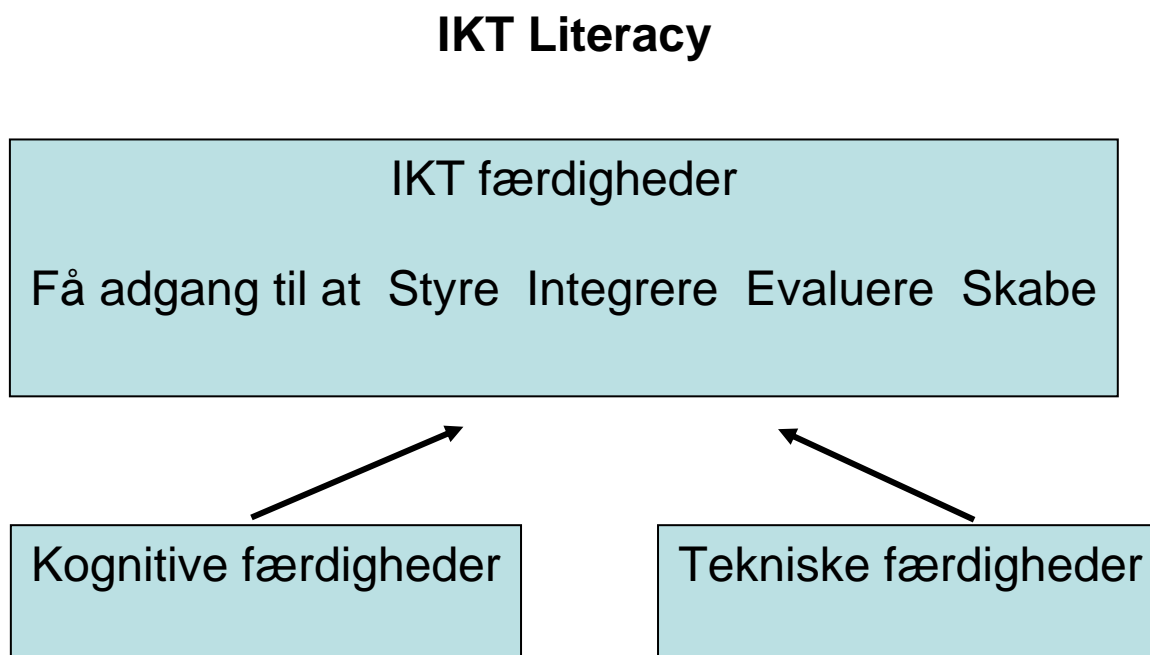 IKT Literacy
IKT færdigheder
Få adgang til at Styre Integrere Evaluere Skabe
Kognitive færdigheder
Tekniske færdigheder